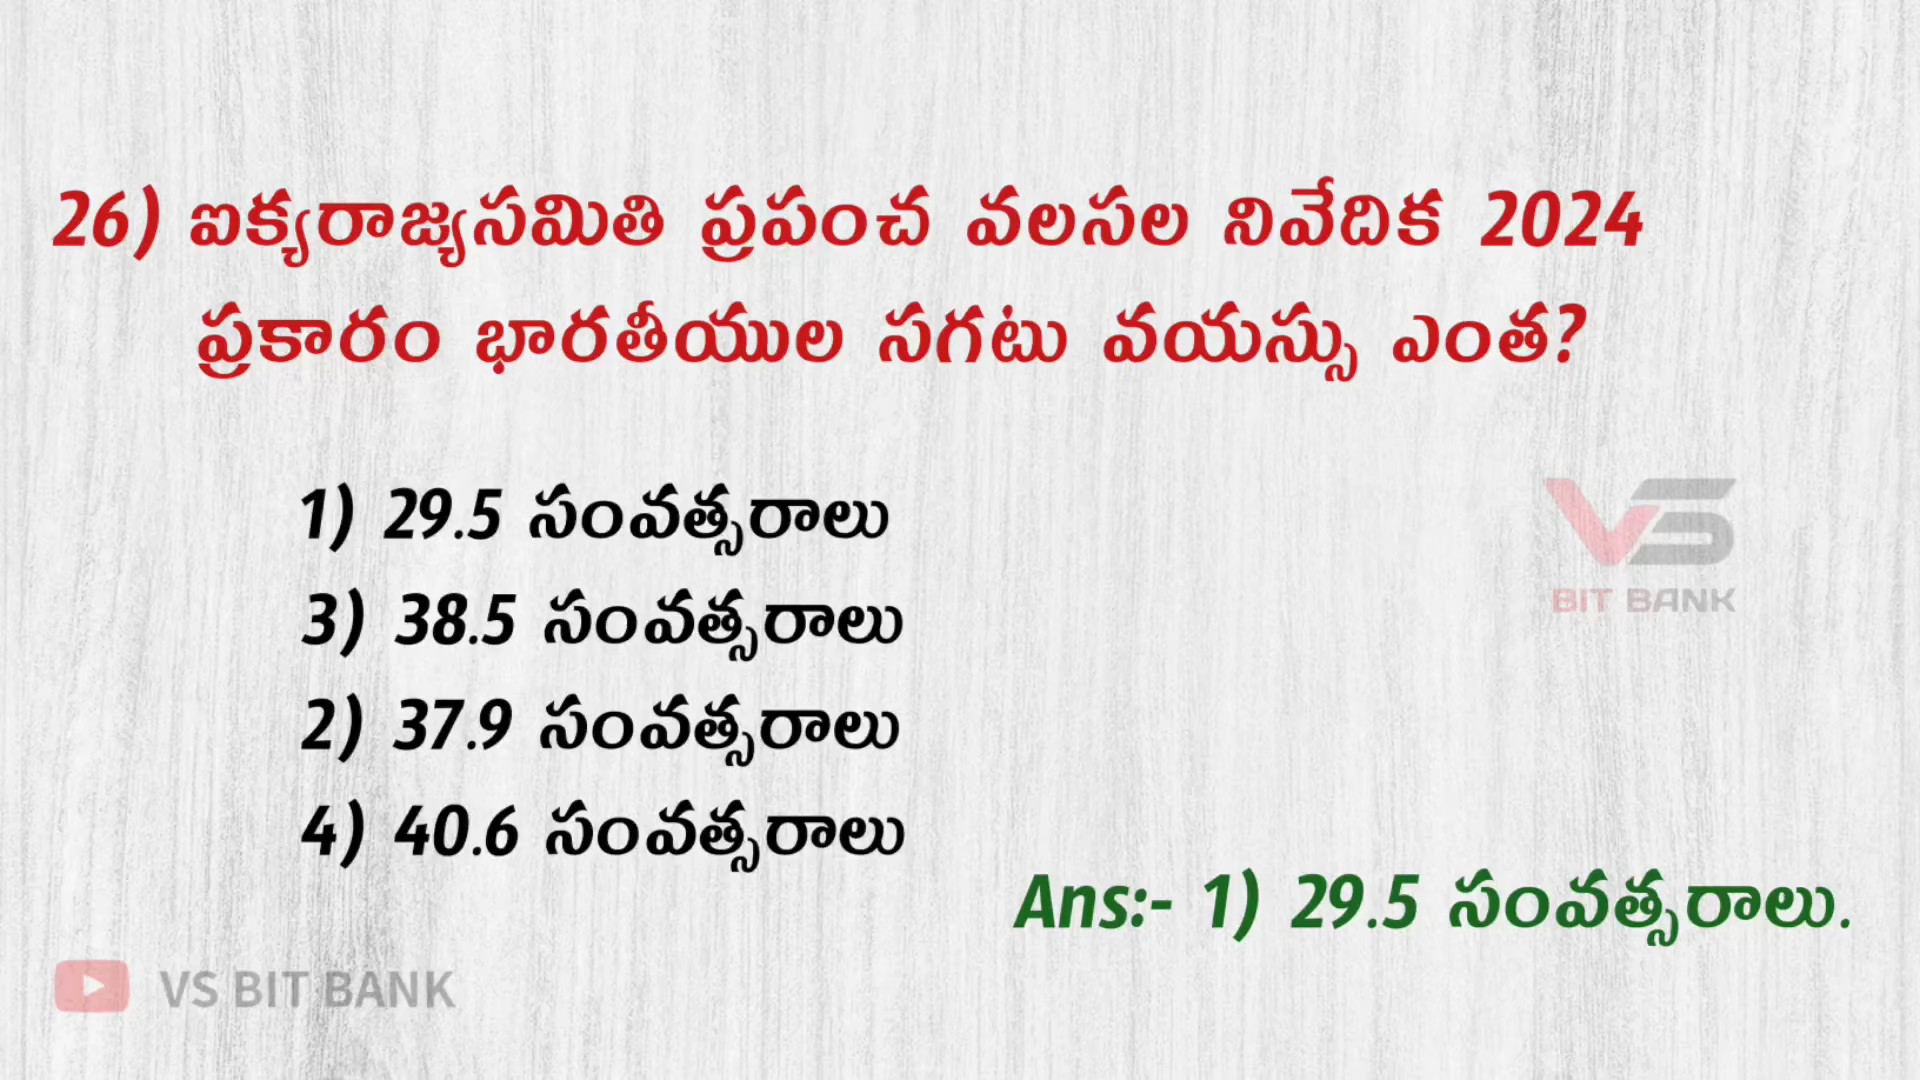 26) ఐక్యరాజ్యసమితి ప్రపంచ వలసల నివేదిక 2024
ప్రకారం భారతీయుల సగటు వయస్సు ఎంత?
1) 29.5 సంవత్సరాలు
3) 38.5 సంవత్సరాలు
2) 37.9 సంవత్సరాలు
4) 40.6 సంవత్సరాలు
VS
BIT BANK
Ans:- 1) 29.5 సంవత్సరాలు.
VS BIT BANK